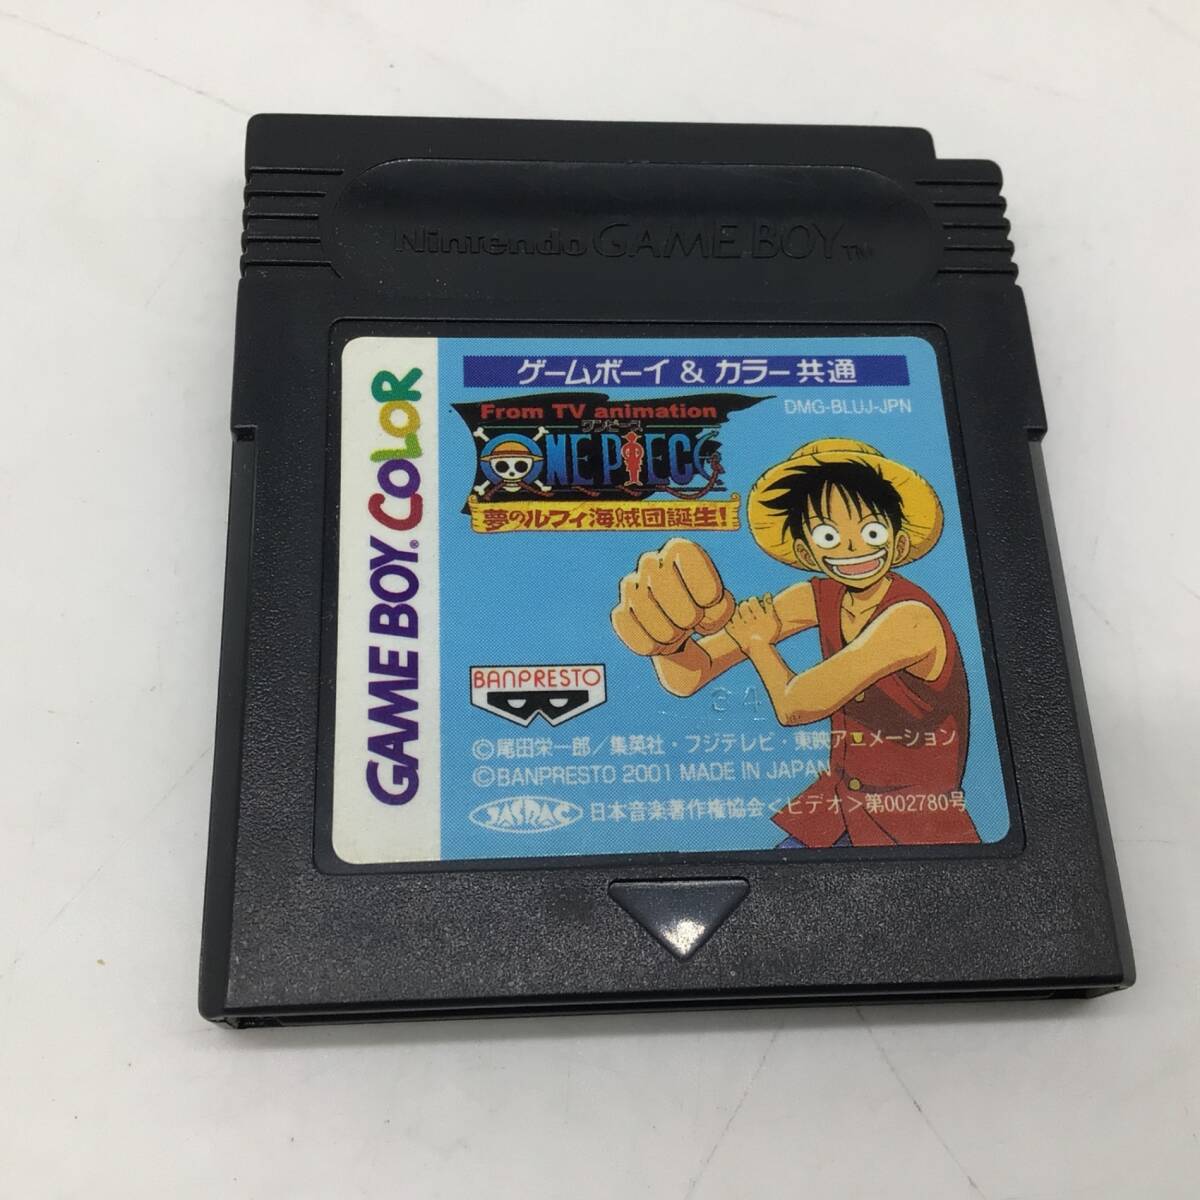 Nintendo GAME BOY TM
GAME BOY COLOR
ゲームボーイ & カラー 共通
DMG-BLUJ-JPN
From TV animation
ワンピース
ONE PIECE
夢のルフィ海賊団誕生!
BANPRESTO
©尾田栄一郎/集英社・フジテレビ・東映アニメーション
©BANPRESTO 2001 MADE IN JAPAN
JASRAC 日本音楽著作権協会<ビデオ>第002780号